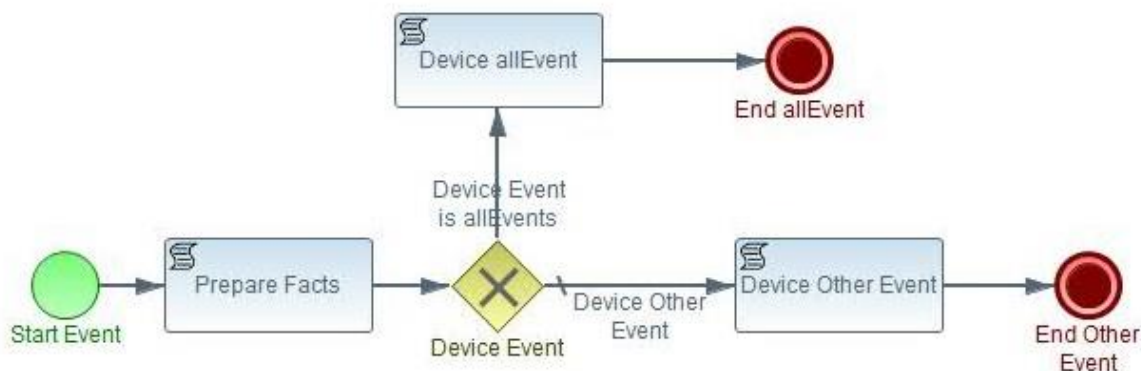 Device allEvent
End allEvent
Device Event
is allEvents
Prepare Facts
Device Other Event
Start Event
Device Event
Device Other
Event
End Other
Event